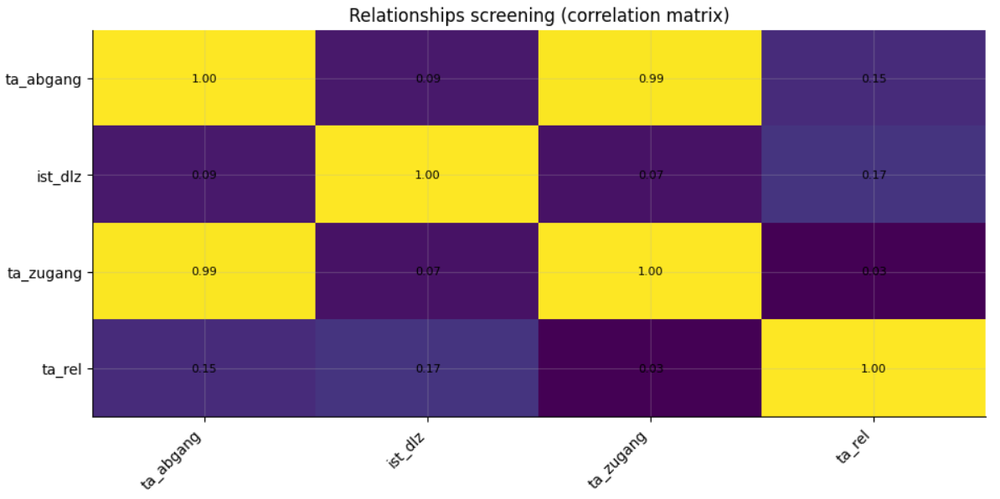 Relationships screening (correlation matrix)
ta_abgang 1.00 0.09 0.99 0.15
ist_dlz 0.09 1.00 0.07 0.17
ta_zugang 0.99 0.07 1.00 0.03
ta_rel 0.15 0.17 0.03 1.00
ta_abgang ist_dlz ta_zugang ta_rel